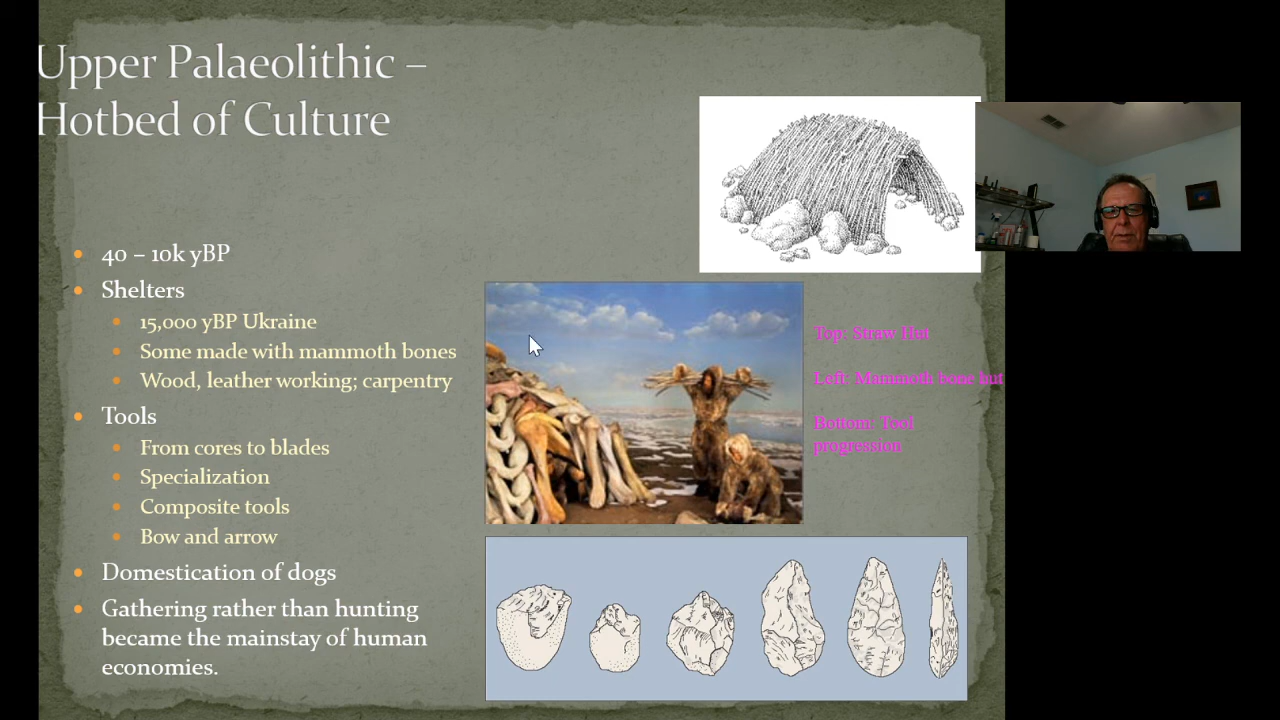 Upper Palaeolithic –
Hotbed of Culture
40 – 10k yBP
Shelters
15,000 yBP Ukraine
Some made with mammoth bones
Wood, leather working; carpentry
Tools
From cores to blades
Specialization
Composite tools
Bow and arrow
Domestication of dogs
Gathering rather than hunting
became the mainstay of human
economies.
Top: Straw Hut
Left: Mammoth bone hut
Bottom: Tool
progression